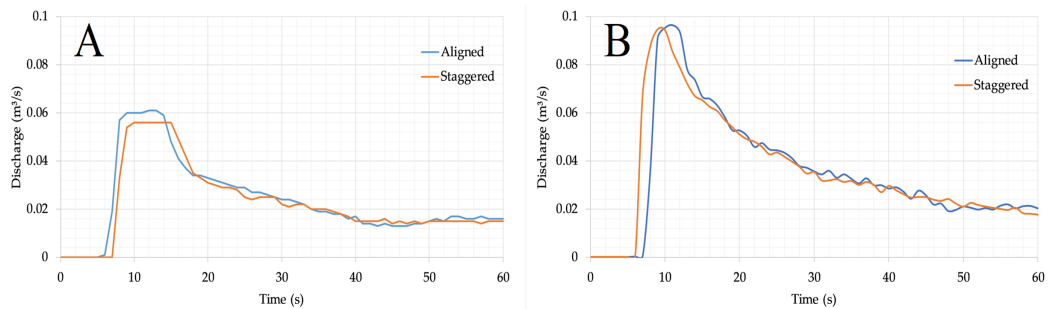 A
Discharge (m³/s)
0.1
0.08
0.06
0.04
0.02
0
0 10 20 30 40 50 60
Time (s)
Aligned
Staggered
B
Discharge (m³/s)
0.1
0.08
0.06
0.04
0.02
0
0 10 20 30 40 50 60
Time (s)
Aligned
Staggered